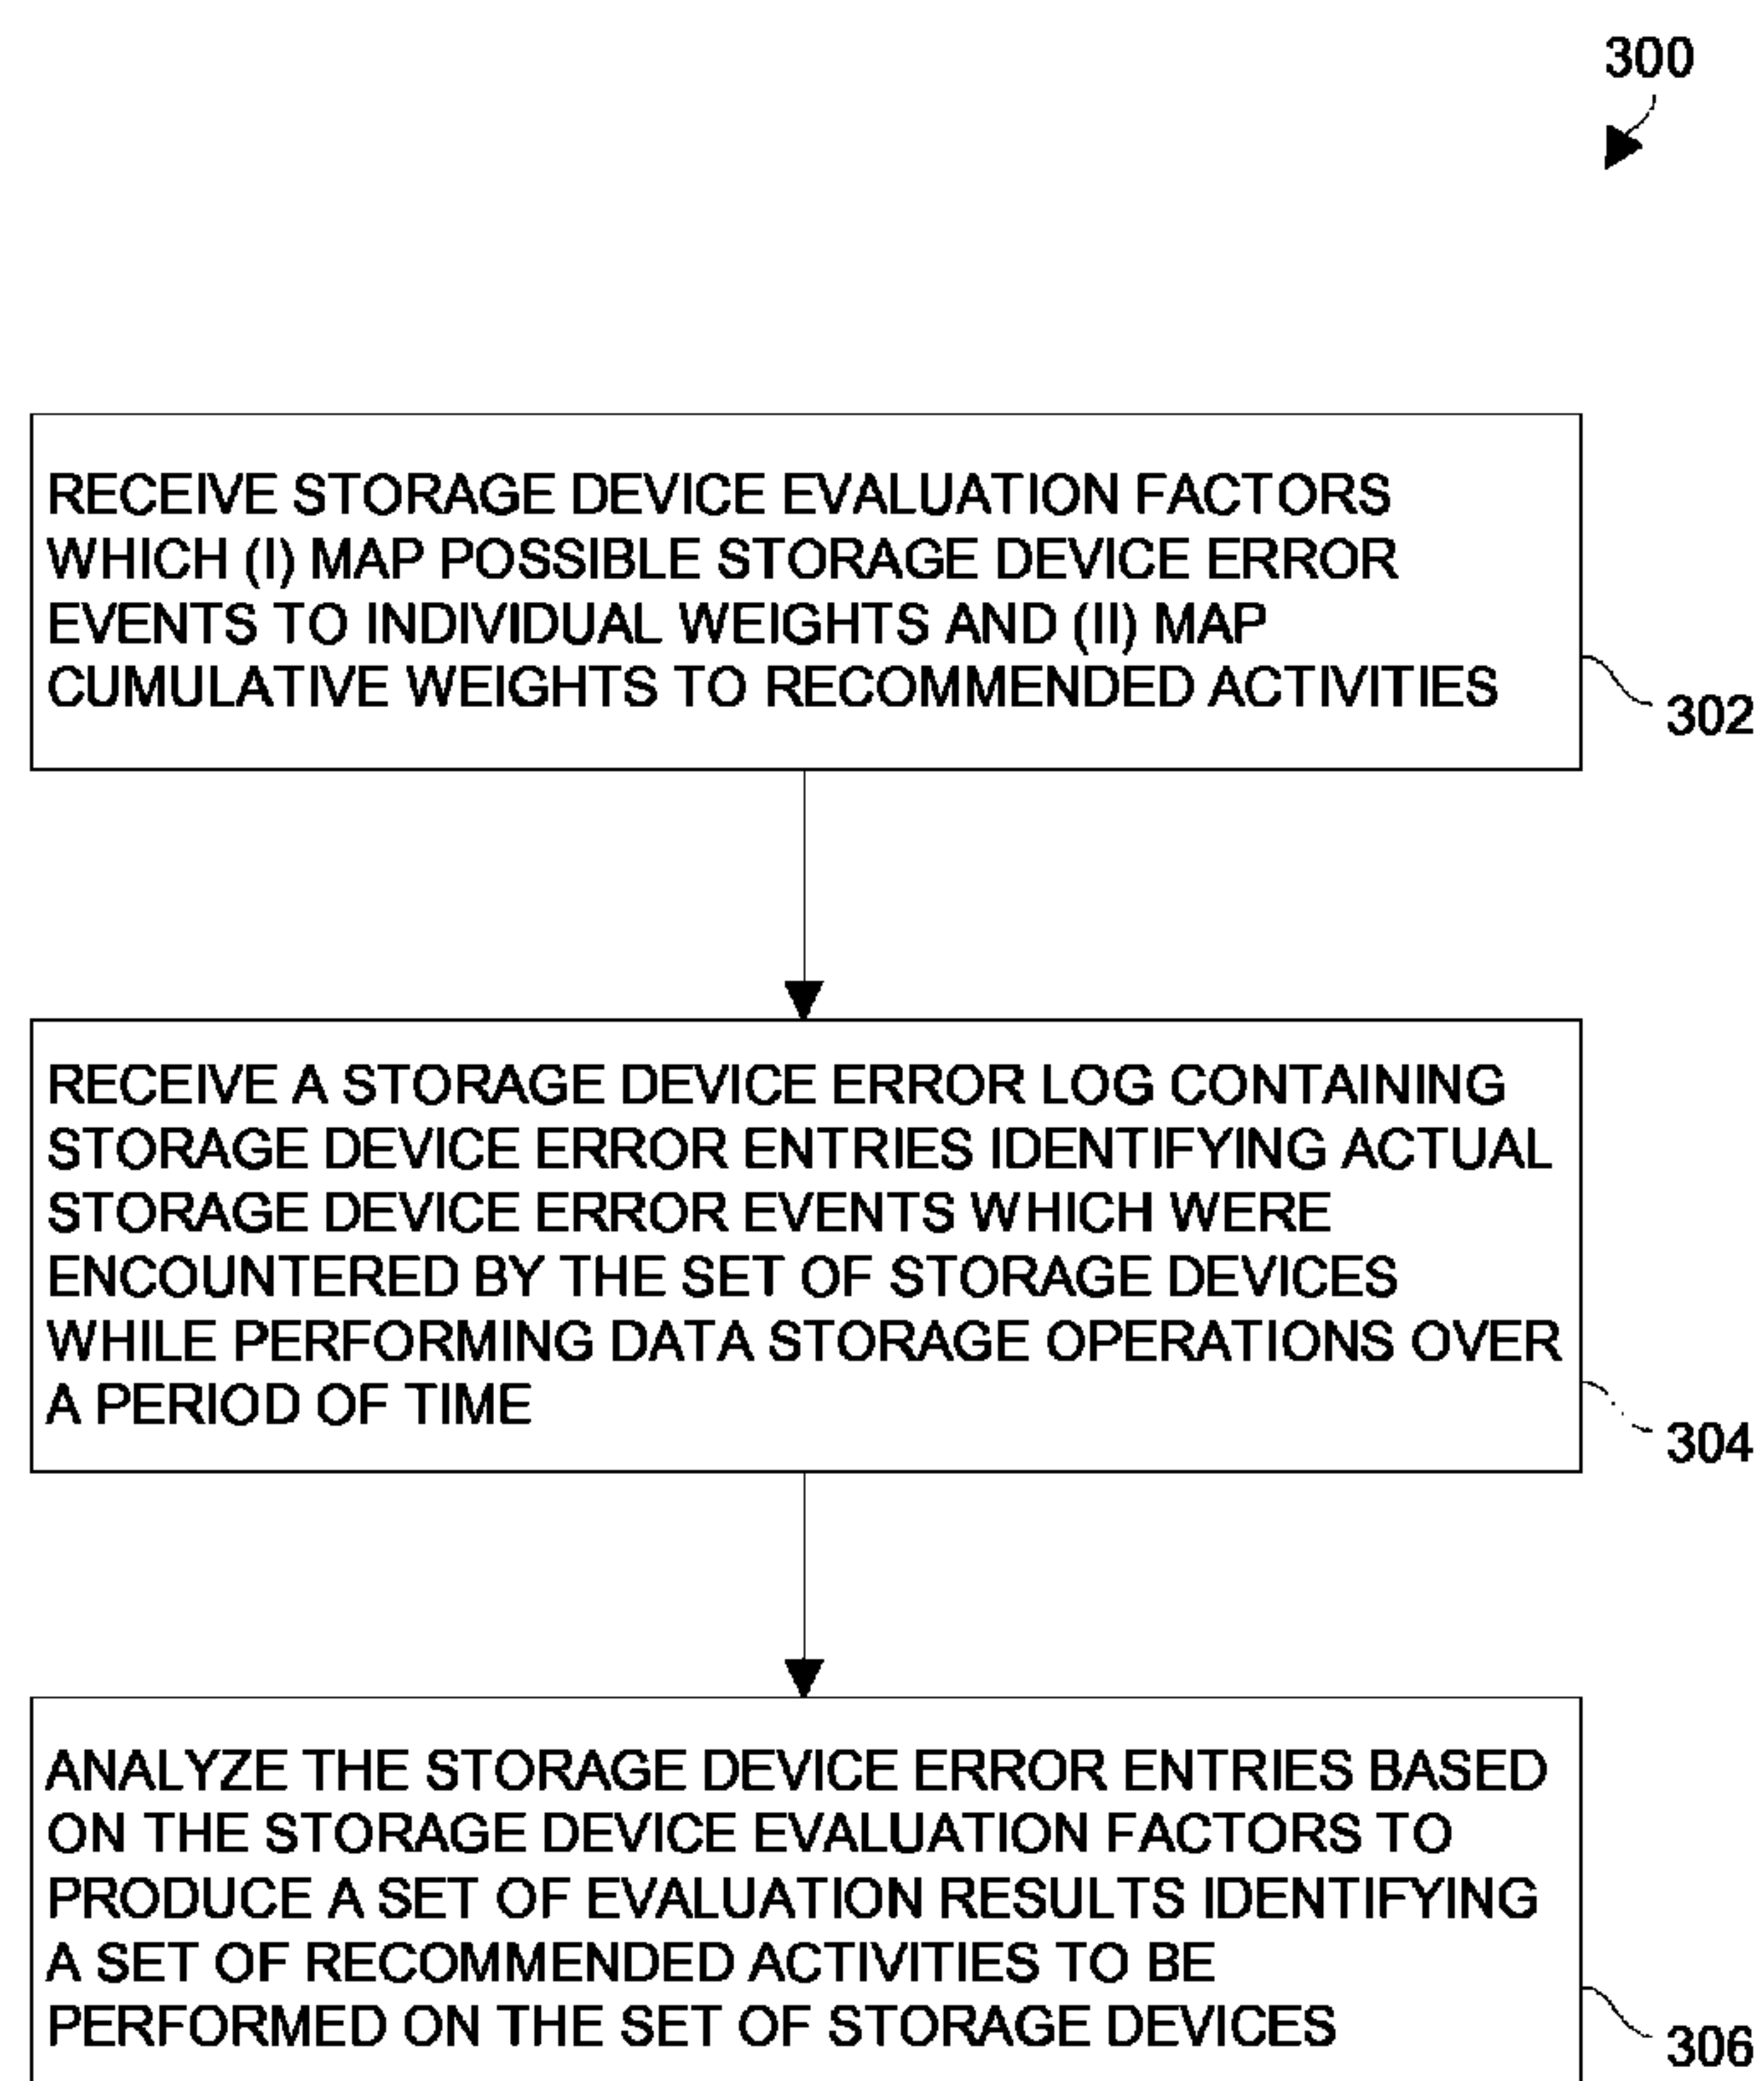 300
RECEIVE STORAGE DEVICE EVALUATION FACTORS
WHICH (I) MAP POSSIBLE STORAGE DEVICE ERROR
EVENTS TO INDIVIDUAL WEIGHTS AND (II) MAP
CUMULATIVE WEIGHTS TO RECOMMENDED ACTIVITIES
302
RECEIVE A STORAGE DEVICE ERROR LOG CONTAINING
STORAGE DEVICE ERROR ENTRIES IDENTIFYING ACTUAL
STORAGE DEVICE ERROR EVENTS WHICH WERE
ENCOUNTERED BY THE SET OF STORAGE DEVICES
WHILE PERFORMING DATA STORAGE OPERATIONS OVER
A PERIOD OF TIME
304
ANALYZE THE STORAGE DEVICE ERROR ENTRIES BASED
ON THE STORAGE DEVICE EVALUATION FACTORS TO
PRODUCE A SET OF EVALUATION RESULTS IDENTIFYING
A SET OF RECOMMENDED ACTIVITIES TO BE
PERFORMED ON THE SET OF STORAGE DEVICES
306